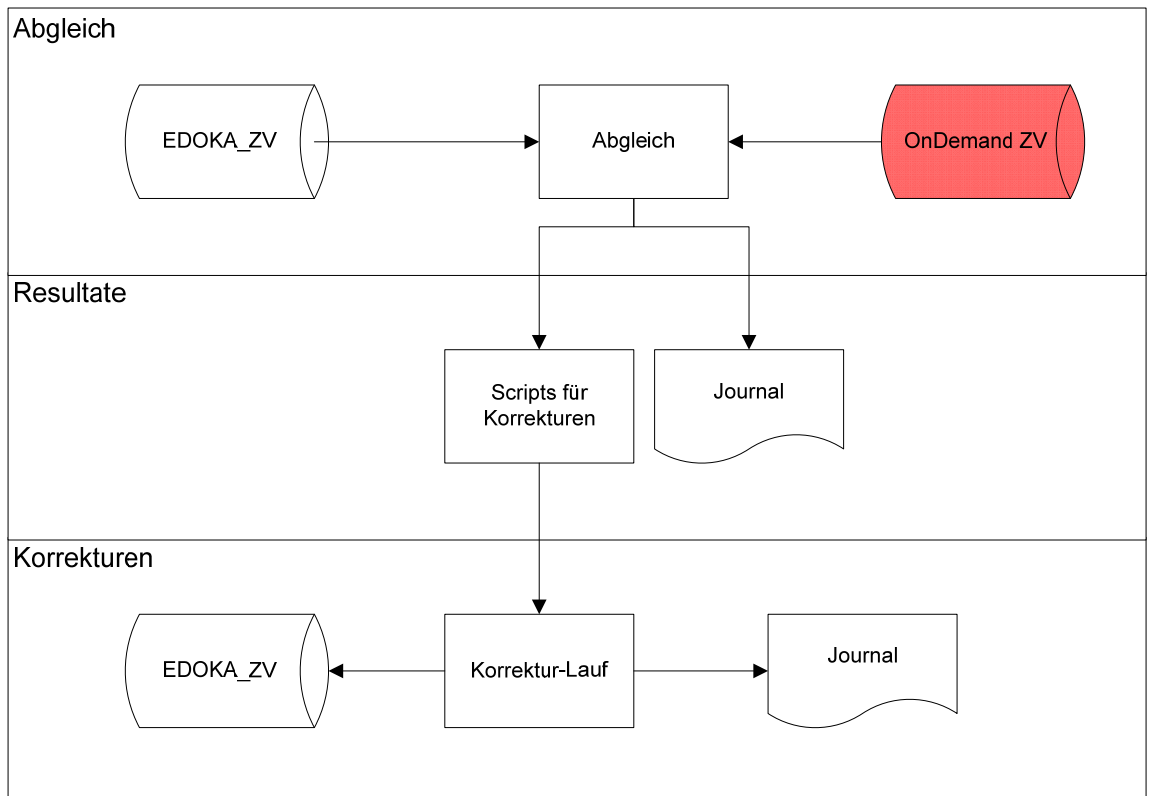 Abgleich
EDOKA_ZV
Abgleich
OnDemand ZV
Resultate
Scripts für
Korrekturen
Journal
Korrekturen
EDOKA_ZV
Korrektur-Lauf
Journal